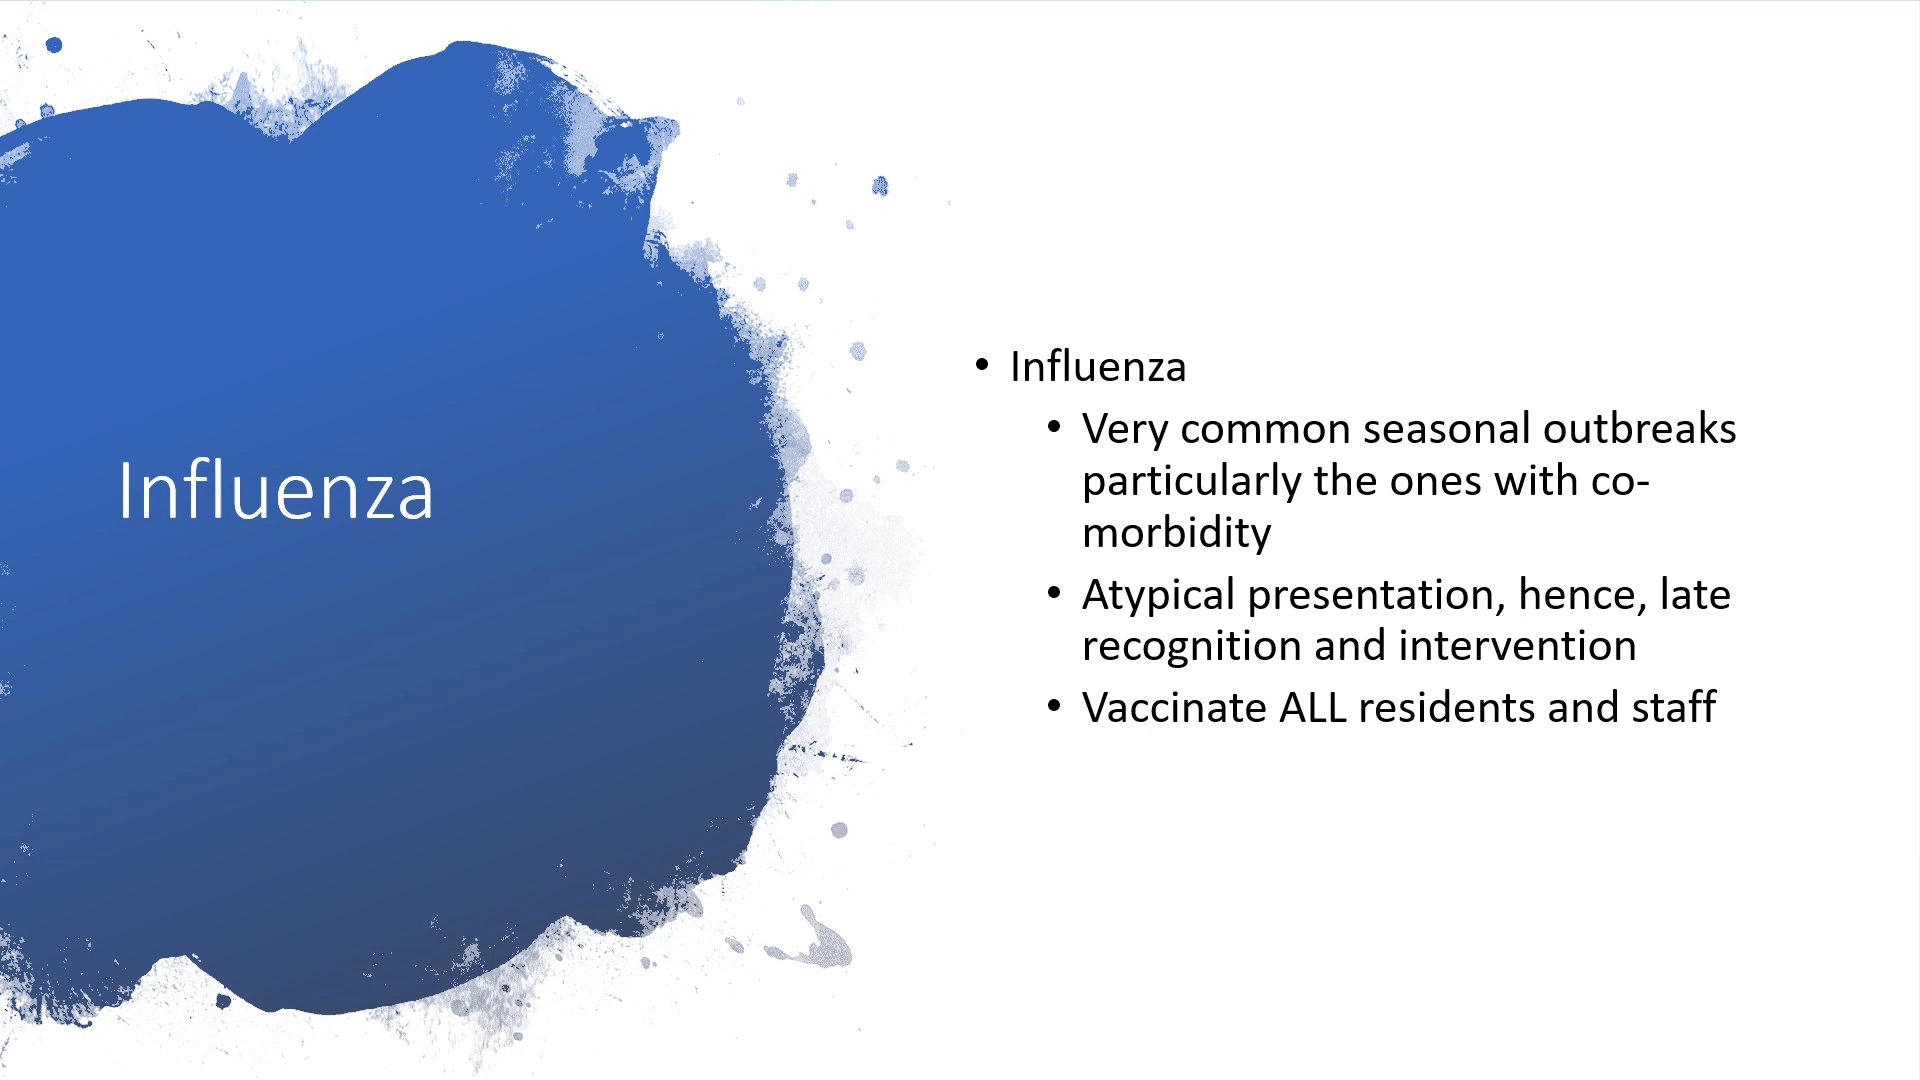 Influenza
• Influenza
• Very common seasonal outbreaks
particularly the ones with co-
morbidity
• Atypical presentation, hence, late
recognition and intervention
• Vaccinate ALL residents and staff